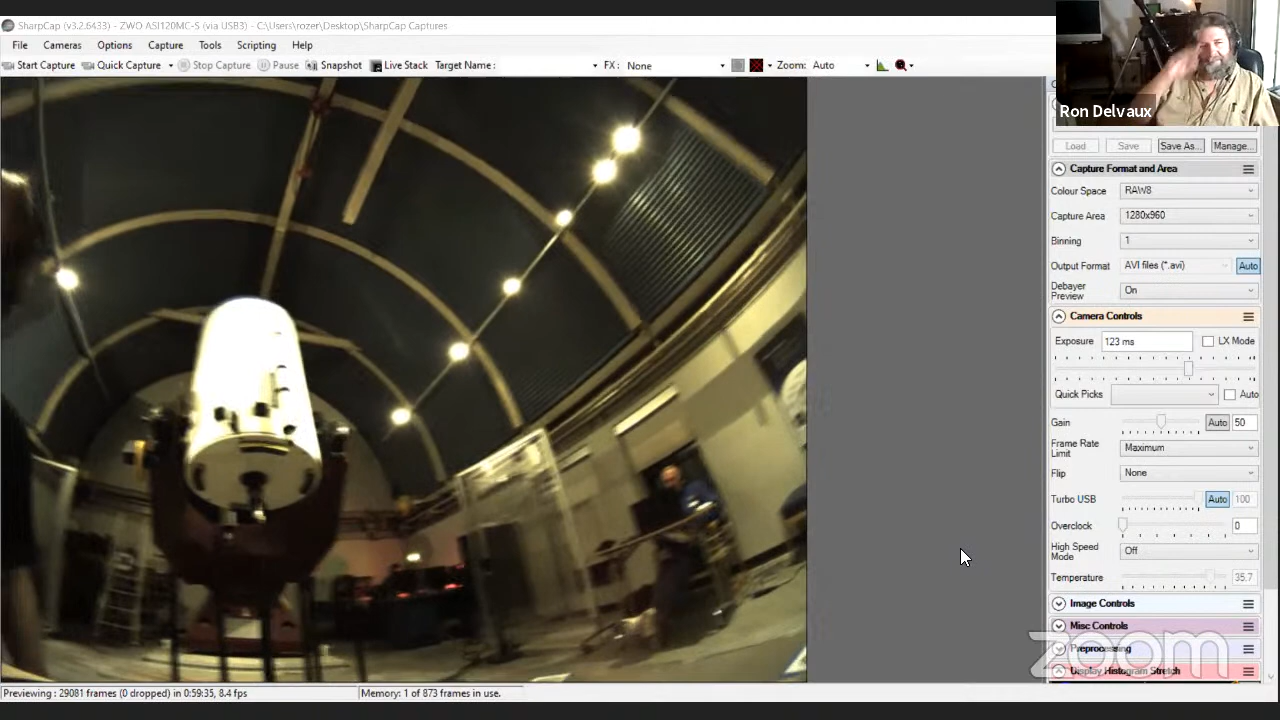 SharpCap (v3.2.6433) - ZWO ASI120MC-S (via USB3) - C:\Users\rozer\Desktop\SharpCap Captures
File Cameras Options Capture Tools Scripting Help
Start Capture Quick Capture Stop Capture Pause Snapshot Live Stack Target Name : FX : None Zoom: Auto
Ron Delvaux
Load Save Save As... Manage...
Capture Format and Area
Colour Space RAW8
Capture Area 1280x960
Binning 1
Output Format AVI files (*.avi) Auto
Debayer
Preview On
Camera Controls
Exposure 123 ms LX Mode
Quick Picks Auto
Gain Auto 50
Frame Rate
Limit Maximum
Flip None
Turbo USB Auto 100
Overclock 0
High Speed
Mode Off
Temperature 35.7
Image Controls
Misc Controls
zoom
Preprocessing
Display Histogram Stretch
Previewing : 29081 frames (0 dropped) in 0:59:35, 8.4 fps Memory: 1 of 873 frames in use.